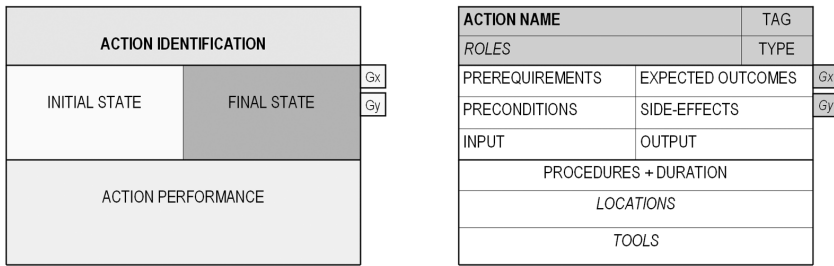 ACTION IDENTIFICATION
INITIAL STATE
FINAL STATE
Gx
Gy
ACTION PERFORMANCE
ACTION NAME
TAG
ROLES
TYPE
PREREQUIREMENTS
EXPECTED OUTCOMES
Gx
PRECONDITIONS
SIDE-EFFECTS
Gy
INPUT
OUTPUT
PROCEDURES + DURATION
LOCATIONS
TOOLS